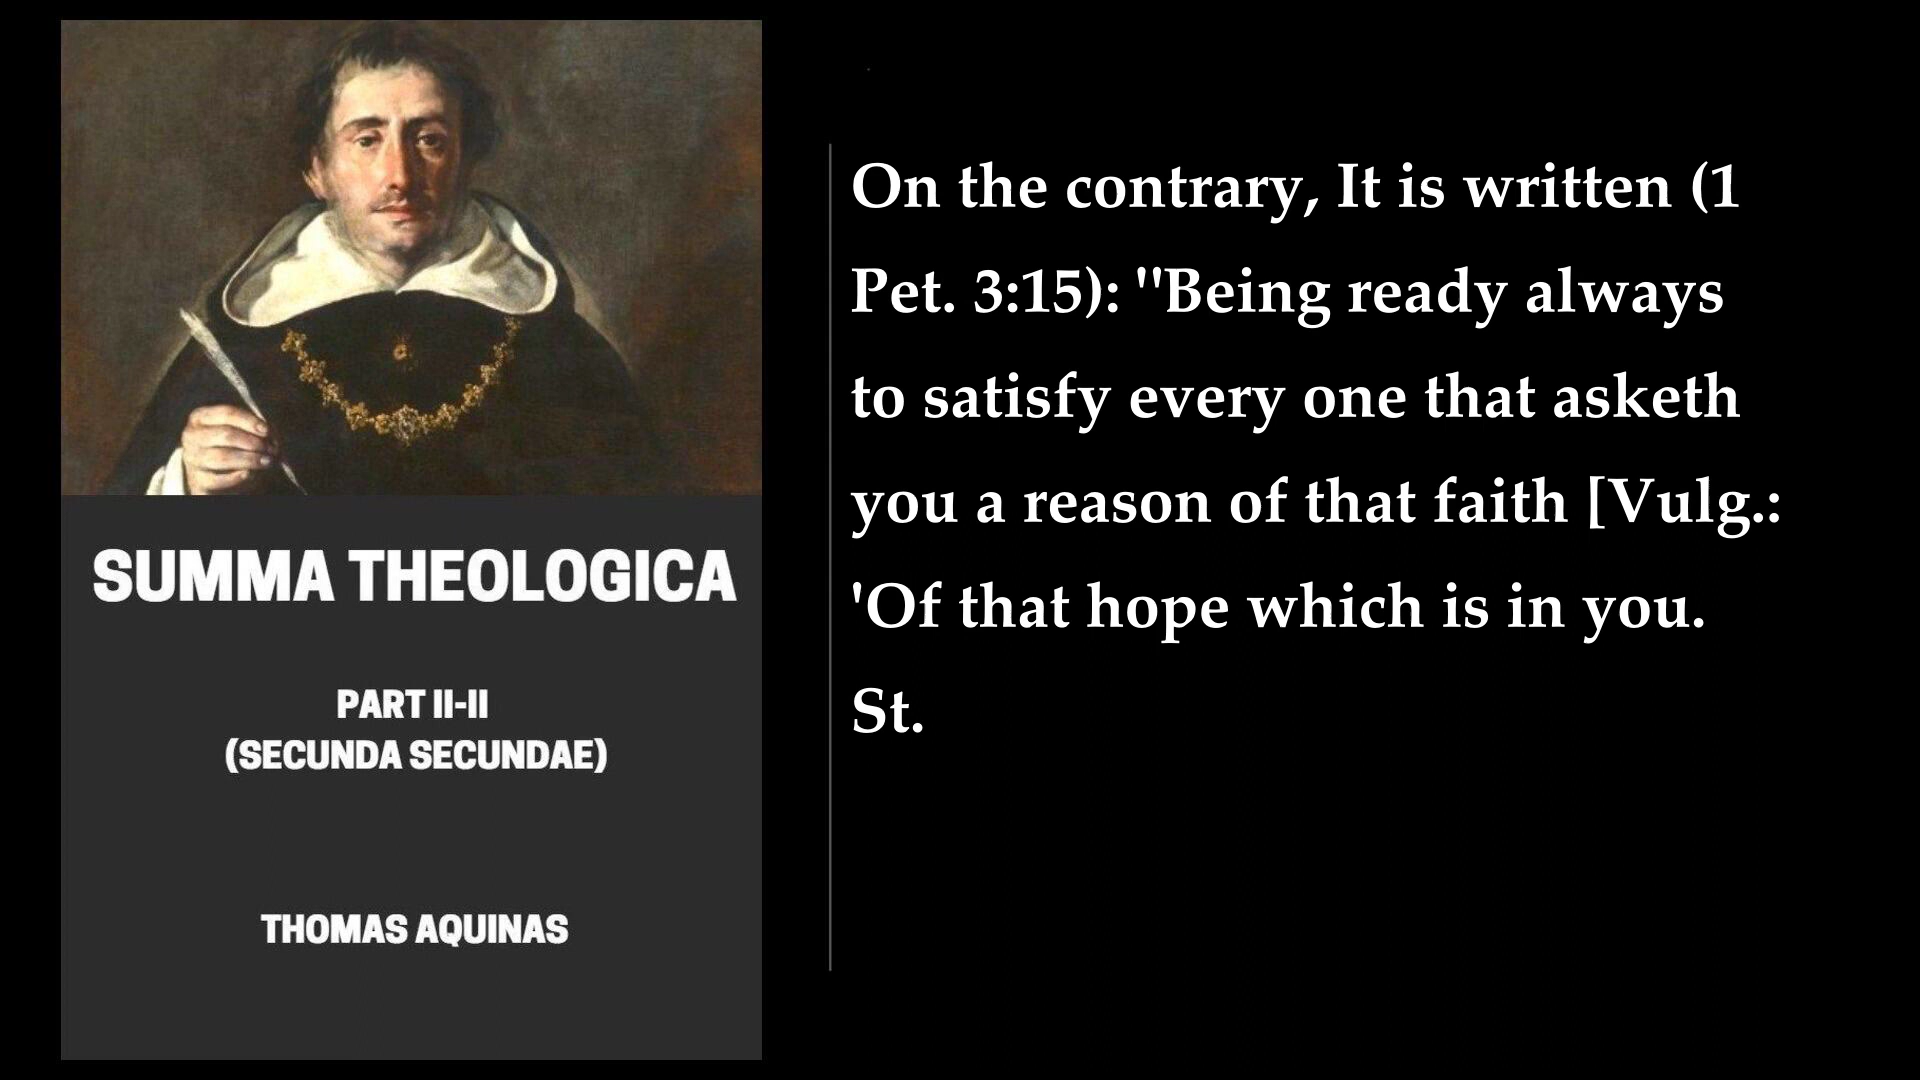 SUMMA THEOLOGICA
PART II-II
(SECUNDA SECUNDAE)
THOMAS AQUINAS
On the contrary, It is written (1
Pet. 3:15): "Being ready always
to satisfy every one that asketh
you a reason of that faith [Vulg.:
'Of that hope which is in you.
St.